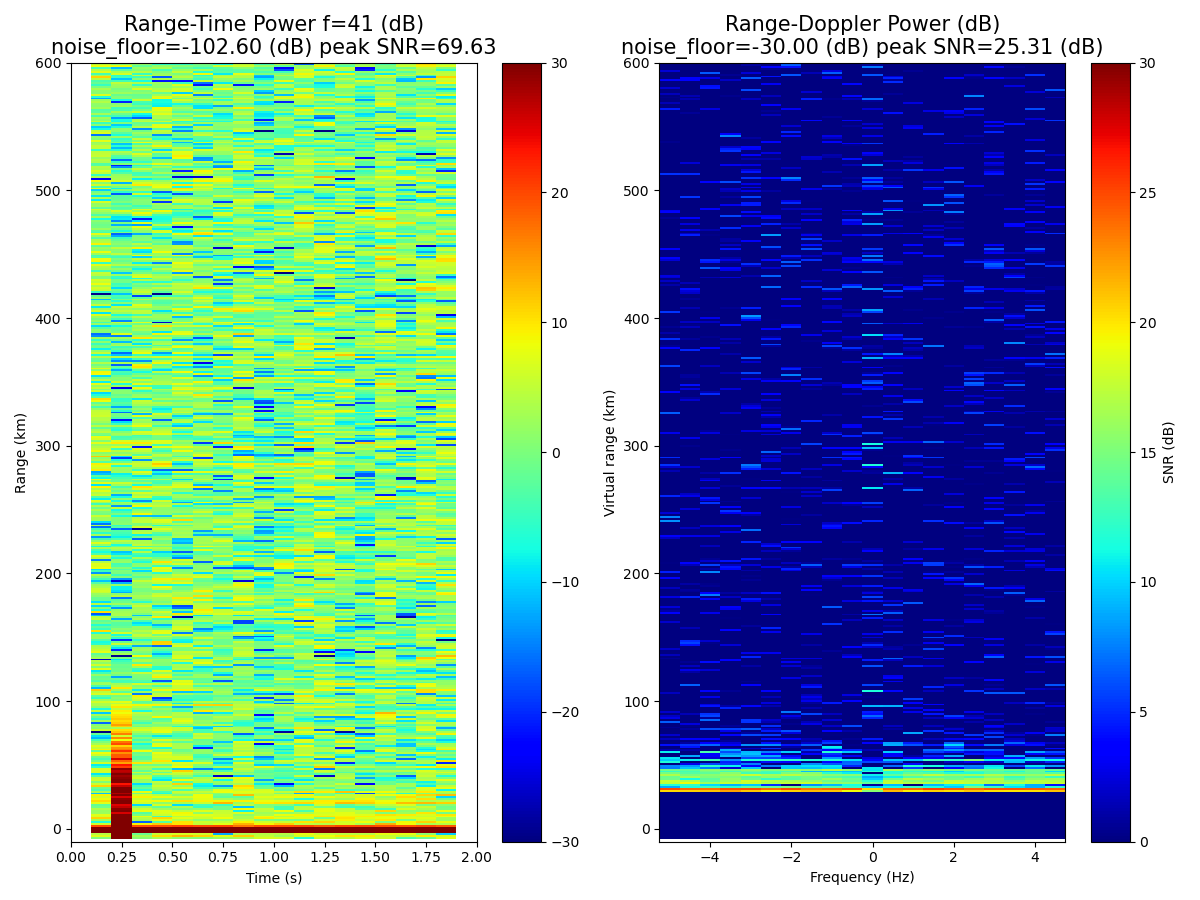 Range-Time Power f=41 (dB)
noise_floor=-102.60 (dB) peak SNR=69.63
Range (km)
600
500
400
300
200
100
0
0.00 0.25 0.50 0.75 1.00 1.25 1.50 1.75 2.00
Time (s)
30
20
10
0
−10
−20
−30
Range-Doppler Power (dB)
noise_floor=-30.00 (dB) peak SNR=25.31 (dB)
Virtual range (km)
600
500
400
300
200
100
0
−4 −2 0 2 4
Frequency (Hz)
30
25
20
15
10
5
0
SNR (dB)